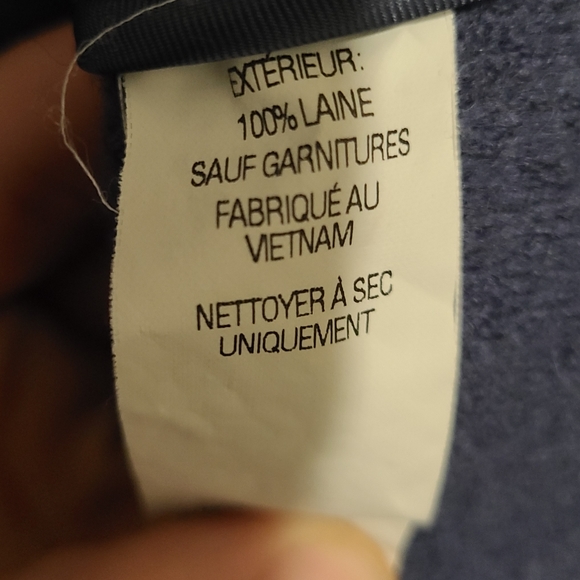 EXTÉRIEUR:
100% LAINE
SAUF GARNITURES
FABRIQUÉ AU
VIETNAM
NETTOYER À SEC
UNIQUEMENT